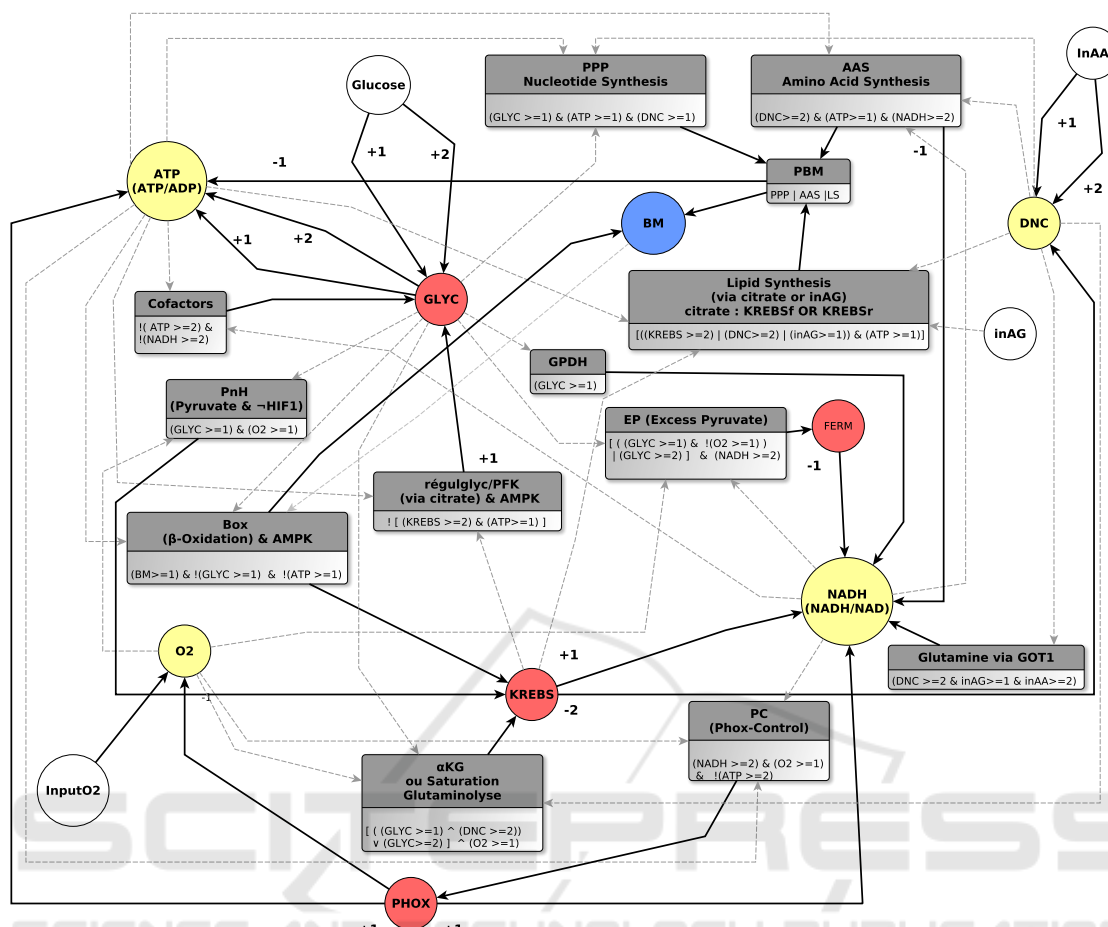 PPP
Nucleotide Synthesis
(GLYC >=1) & (ATP >=1) & (DNC >=1)
AAS
Amino Acid Synthesis
(DNC>=2) & (ATP>=1) & (NADH>=2)
InAA
Glucose
+1
+2
-1
-1
+1
+2
ATP
(ATP/ADP)
PBM
PPP | AAS |LS
BM
DNC
+1
+2
GLYC
Lipid Synthesis
(via citrate or inAG)
citrate : KREBSf OR KREBSr
[((KREBS >=2) | (DNC>=2) | (inAG>=1)) & (ATP >=1)]
inAG
Cofactors
!( ATP >=2) &
!(NADH >=2)
GPDH
(GLYC >=1)
PnH
(Pyruvate & ¬HIF1)
(GLYC >=1) & (O2 >=1)
EP (Excess Pyruvate)
[ ( (GLYC >=1) &  !(O2 >=1) )
| (GLYC >=2) ]   &  (NADH >=2)
FERM
-1
+1
régulglyc/PFK
(via citrate) & AMPK
! [ (KREBS >=2) & (ATP>=1) ]
Box
(β-Oxidation) & AMPK
(BM>=1) & !(GLYC >=1)  &  !(ATP >=1)
NADH
(NADH/NAD)
O2
-1
+1
KREBS
-2
Glutamine via GOT1
(DNC >=2 & inAG>=1 & inAA>=2)
PC
(Phox-Control)
(NADH >=2) & (O2 >=1)
&   !(ATP >=2)
InputO2
αKG
ou Saturation
Glutaminolyse
[ ( (GLYC >=1) ^ (DNC >=2))
v (GLYC>=2) ]  ^ (O2 >=1)
SCITEPRESS
PHOX
+1
+1